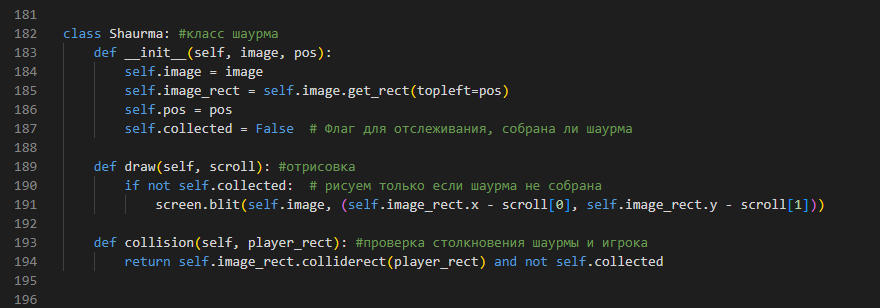 181
182 class Shaurma: #класс шаурма
183     def __init__(self, image, pos):
184         self.image = image
185         self.image_rect = self.image.get_rect(topleft=pos)
186         self.pos = pos
187         self.collected = False  # Флаг для отслеживания, собрана ли шаурма
188
189     def draw(self, scroll): #отрисовка
190         if not self.collected:  # рисуем только если шаурма не собрана
191             screen.blit(self.image, (self.image_rect.x - scroll[0], self.image_rect.y - scroll[1]))
192
193     def collision(self, player_rect): #проверка столкновения шаурмы и игрока
194         return self.image_rect.colliderect(player_rect) and not self.collected
195
196